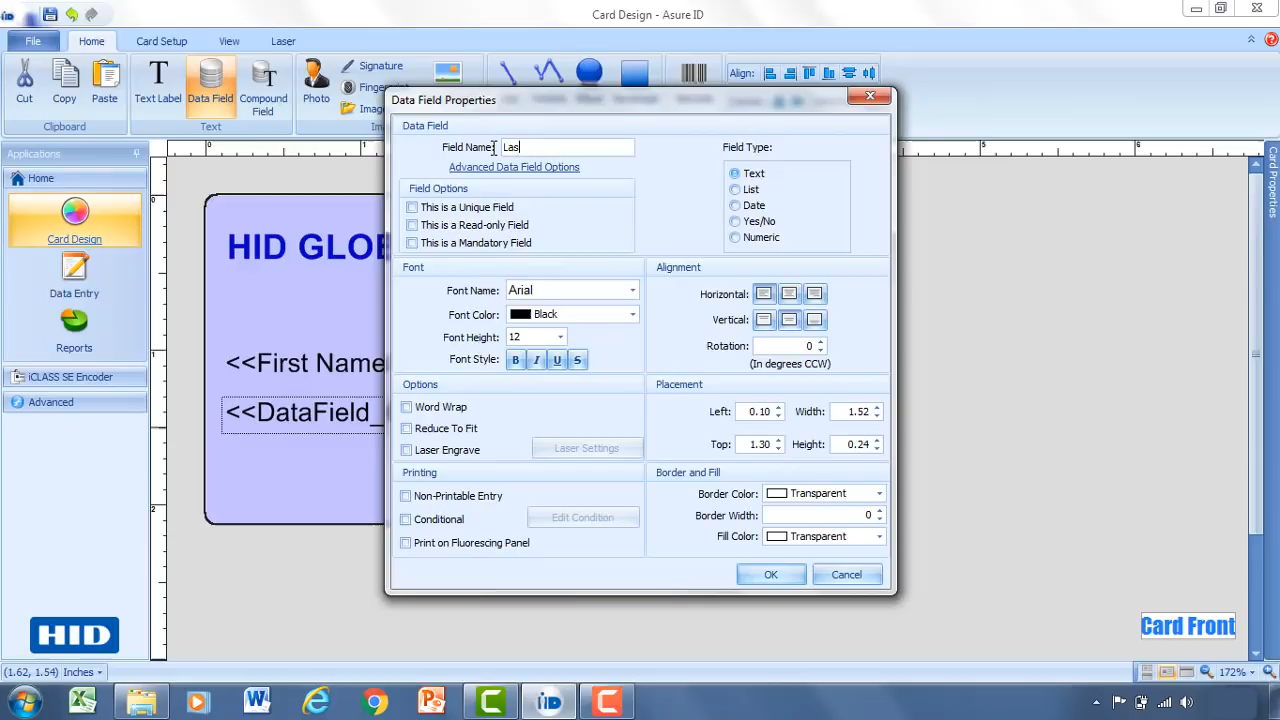 Card Design - Asure ID
File
Home
Card Setup
View
Laser
Cut
Copy
Paste
Clipboard
Text Label
Data Field
Compound Field
Text
Photo
Signature
Align:
Data Field Properties
Data Field
Field Name:
Las
Advanced Data Field Options
Field Options
This is a Unique Field
This is a Read-only Field
This is a Mandatory Field
Field Type:
Text
List
Date
Yes/No
Numeric
Font
Font Name:
Arial
Font Color:
Black
Font Height:
12
Font Style:
B I U S
Alignment
Horizontal:
Vertical:
Rotation:
0
(In degrees CCW)
Options
Word Wrap
Reduce To Fit
Laser Engrave
Laser Settings
Placement
Left: 0.10 Width: 1.52
Top: 1.30 Height: 0.24
Printing
Non-Printable Entry
Conditional
Edit Condition
Print on Fluorescing Panel
Border and Fill
Border Color: Transparent
Border Width: 0
Fill Color: Transparent
OK
Cancel
Applications
Home
Card Design
Data Entry
Reports
iCLASS SE Encoder
Advanced
HID
0 1 5 6
0
1
2
HID GLOB
<<First Name
<<DataField_
Card Properties
Card Front
(1.62, 1.54) Inches
172%